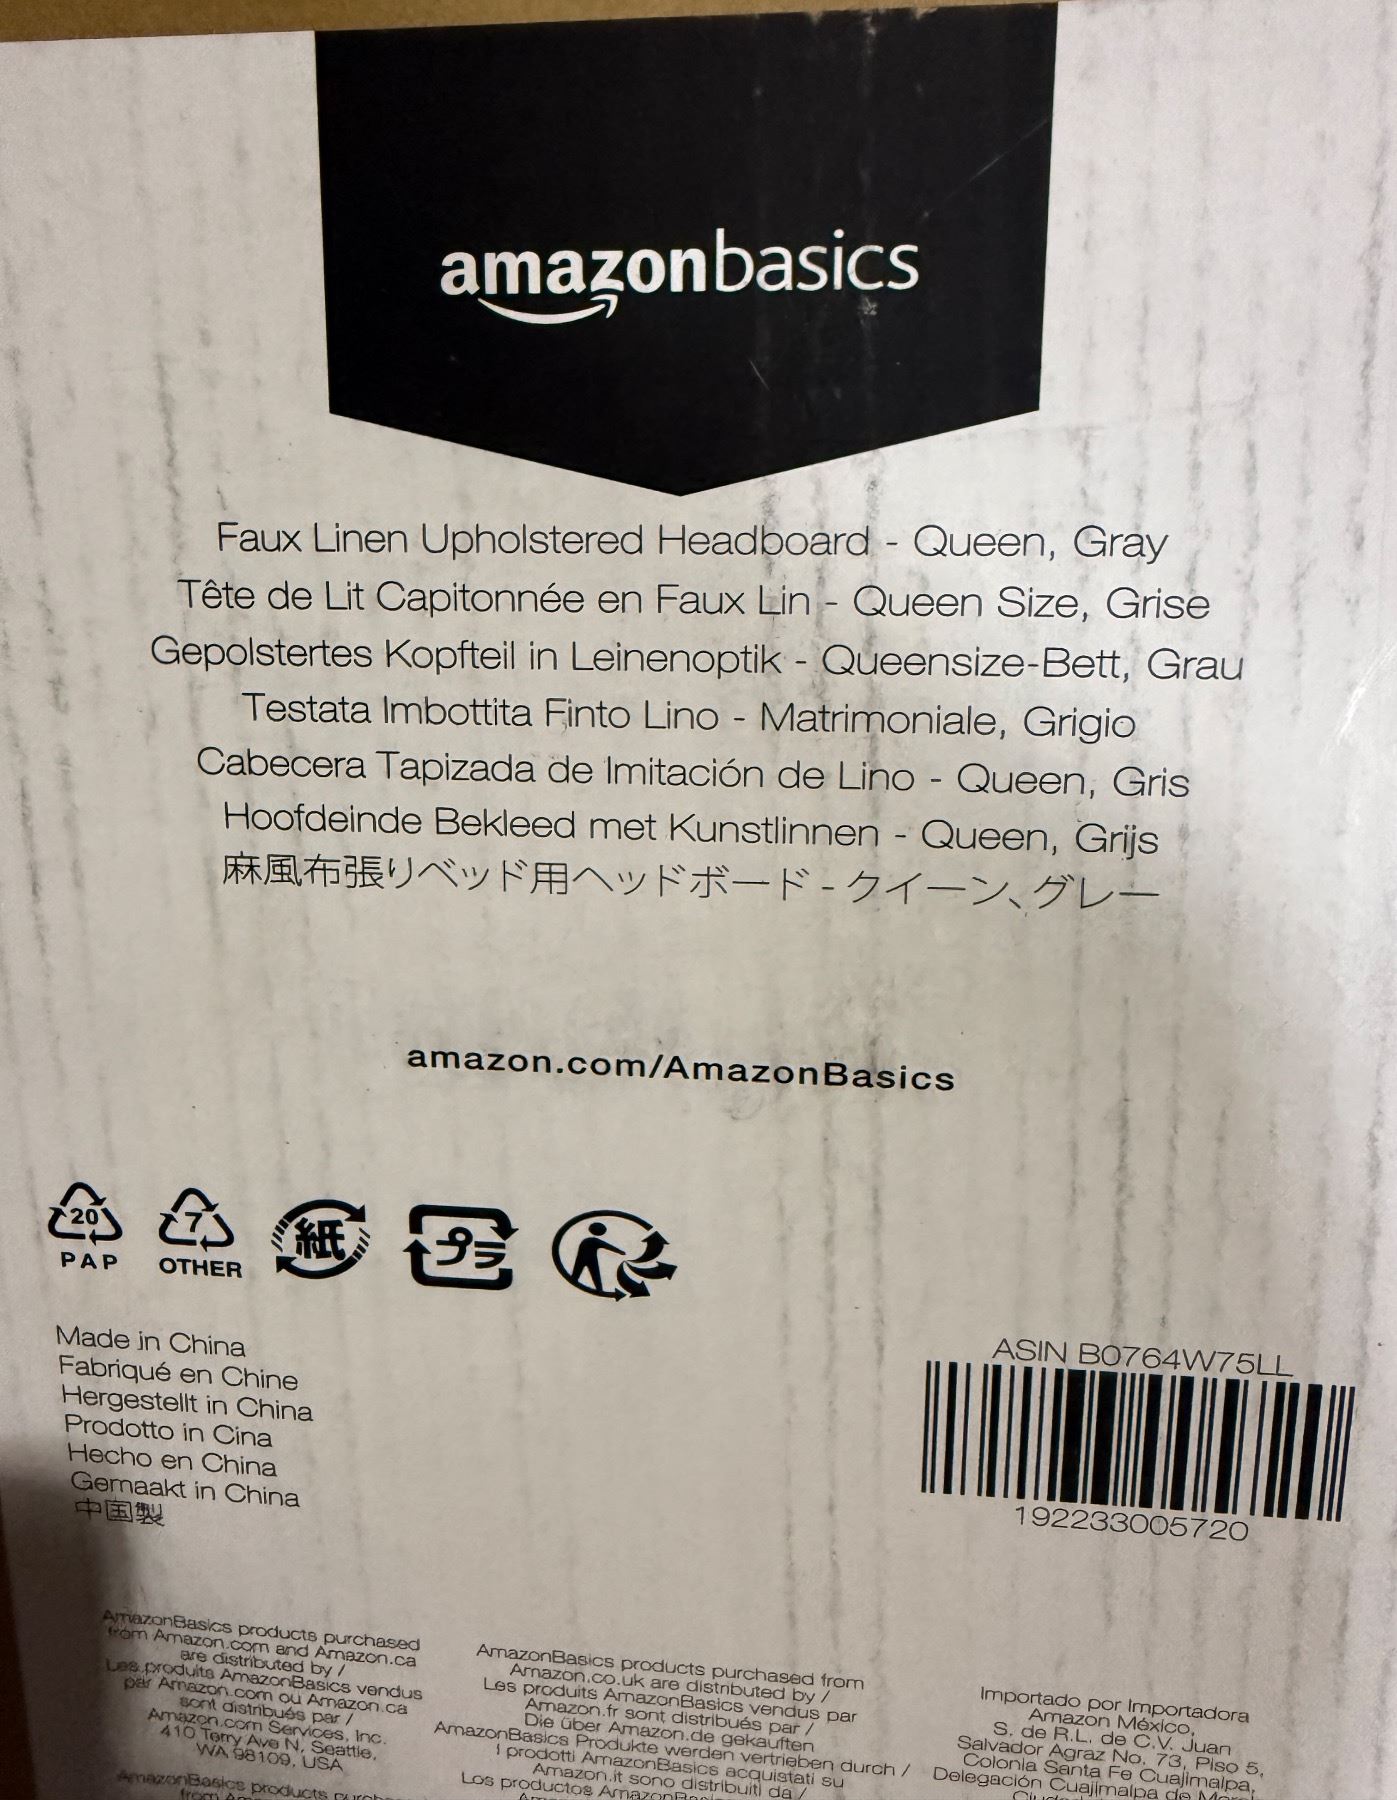 amazonbasics
Faux Linen Upholstered Headboard - Queen, Gray
Tête de Lit Capitonnée en Faux Lin - Queen Size, Grise
Gepolstertes Kopfteil in Leinenoptik - Queensize-Bett, Grau
Testata Imbottita Finto Lino - Matrimoniale, Grigio
Cabecera Tapizada de Imitación de Lino - Queen, Gris
Hoofdeinde Bekleed met Kunstlinnen - Queen, Grijs
麻風布張りベッド用ヘッドボード - クイーン、グレー
amazon.com/AmazonBasics
20
PAP
7
OTHER
紙
プラ
Made in China
Fabriqué en Chine
Hergestellt in China
Prodotto in Cina
Hecho en China
Gemaakt in China
中国製
ASIN B0764W75LL
192233005720
AmazonBasics products purchased
from Amazon.com and Amazon.ca
are distributed by /
Les produits AmazonBasics vendus
par Amazon.com ou Amazon.ca
sont distribués par /
Amazon.com Services, Inc.
410 Terry Ave N, Seattle,
WA 98109, USA
AmazonBasics products
from
AmazonBasics products purchased from
Amazon.co.uk are distributed by /
Les produits AmazonBasics vendus par
Amazon.fr sont distribués par /
Die über Amazon.de gekauften
AmazonBasics Produkte werden vertrieben durch /
I prodotti AmazonBasics acquistati su
Amazon.it sono distribuiti da /
Los productos
Importado por Importadora
Amazon México,
S. de R.L. de C.V. Juan
Salvador Agraz No. 73, Piso 5,
Colonia Santa Fe Cuajimalpa,
Delegación Cuajimalpa de